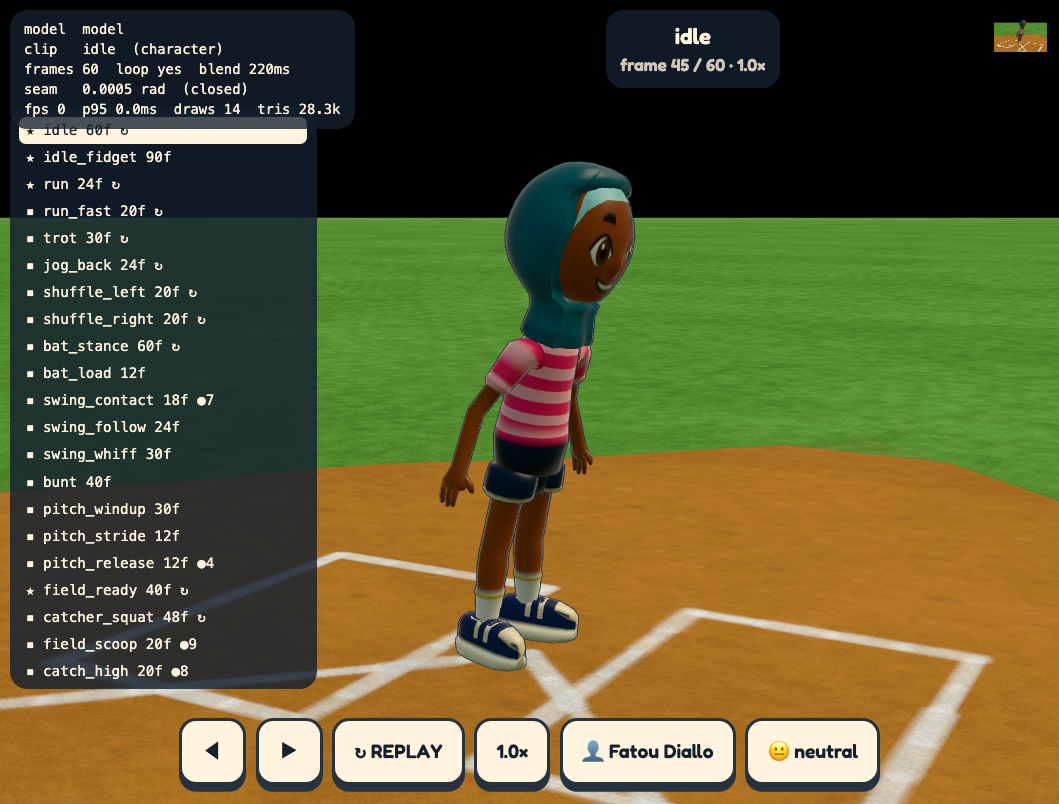 model  model
clip   idle  (character)
frames 60  loop yes  blend 220ms
seam   0.0005 rad  (closed)
fps 0  p95 0.0ms  draws 14  tris 28.3k
★ idle 60f ↻
★ idle_fidget 90f
★ run 24f ↻
▪ run_fast 20f ↻
▪ trot 30f ↻
▪ jog_back 24f ↻
▪ shuffle_left 20f ↻
▪ shuffle_right 20f ↻
▪ bat_stance 60f ↻
▪ bat_load 12f
▪ swing_contact 18f ●7
▪ swing_follow 24f
▪ swing_whiff 30f
▪ bunt 40f
▪ pitch_windup 30f
▪ pitch_stride 12f
▪ pitch_release 12f ●4
★ field_ready 40f ↻
▪ catcher_squat 48f ↻
▪ field_scoop 20f ●9
▪ catch_high 20f ●8
idle
frame 45 / 60 · 1.0×
◀ ▶ ↻ REPLAY 1.0× 👤 Fatou Diallo 😐 neutral